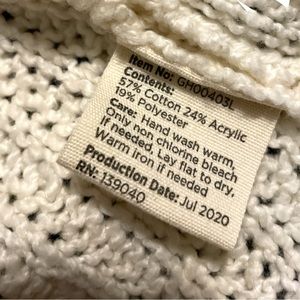 Item No: GH00403L
Contents:
57% Cotton 24% Acrylic
19% Polyester
Care: Hand wash warm,
Only non chlorine bleach
if needed. Lay flat to dry,
Warm iron if needed.
Production Date: Jul 2020
RN: 139040